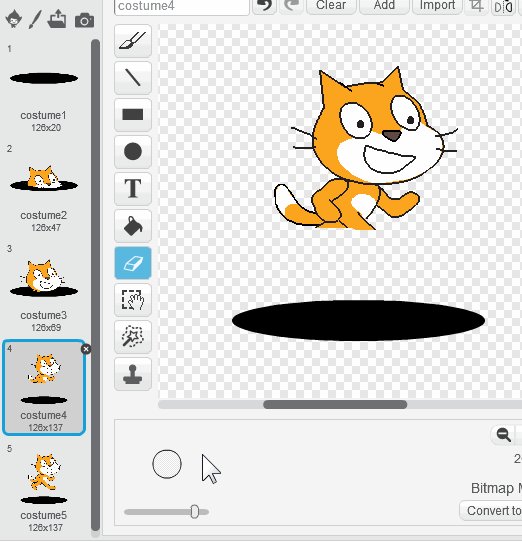 costume4
Clear
Add
Import
1
costume1
126x20
2
costume2
126x47
3
costume3
126x69
4
costume4
126x137
5
costume5
126x137
T
Bitmap
Convert to